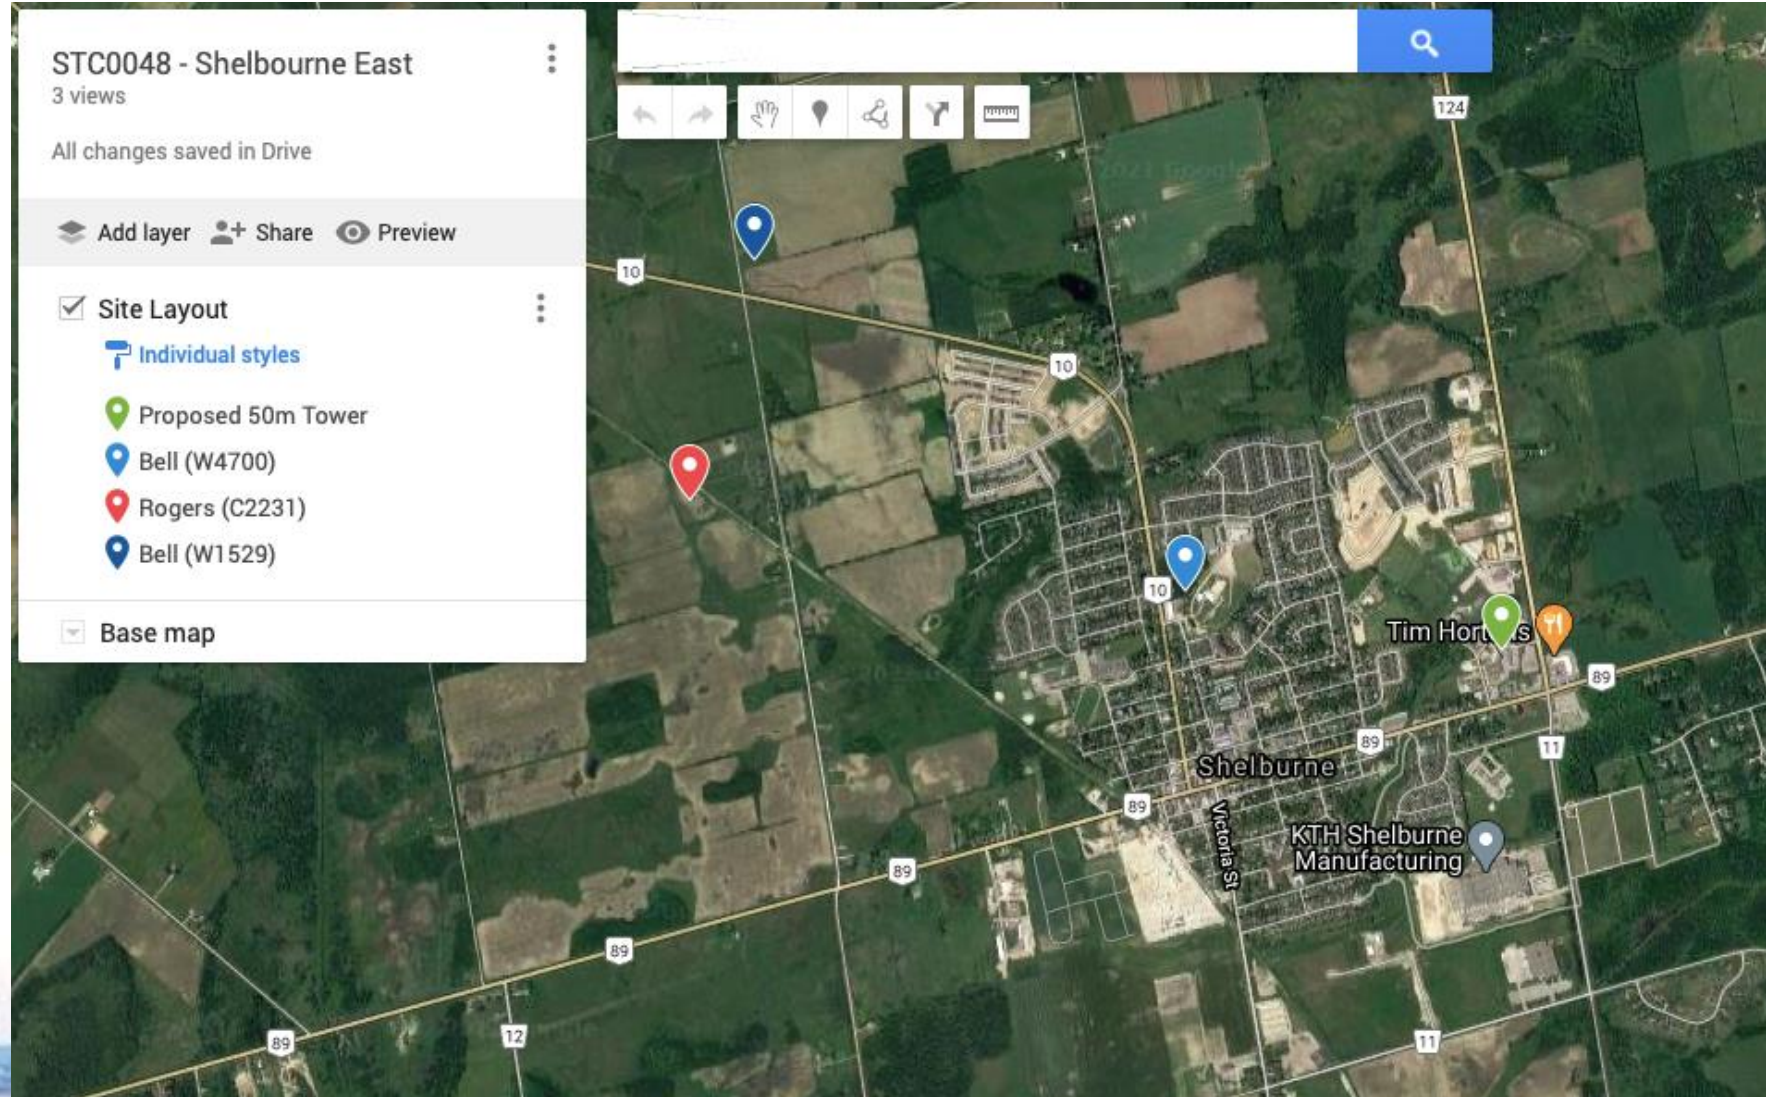 STC0048 - Shelbourne East
3 views
All changes saved in Drive
Add layer Share Preview
Site Layout
Individual styles
Proposed 50m Tower
Bell (W4700)
Rogers (C2231)
Bell (W1529)
Base map
124
10
10
10
Tim Hor
89
89
11
Shelburne
89
Victoria St
KTH Shelburne
Manufacturing
89
89
12
89
11